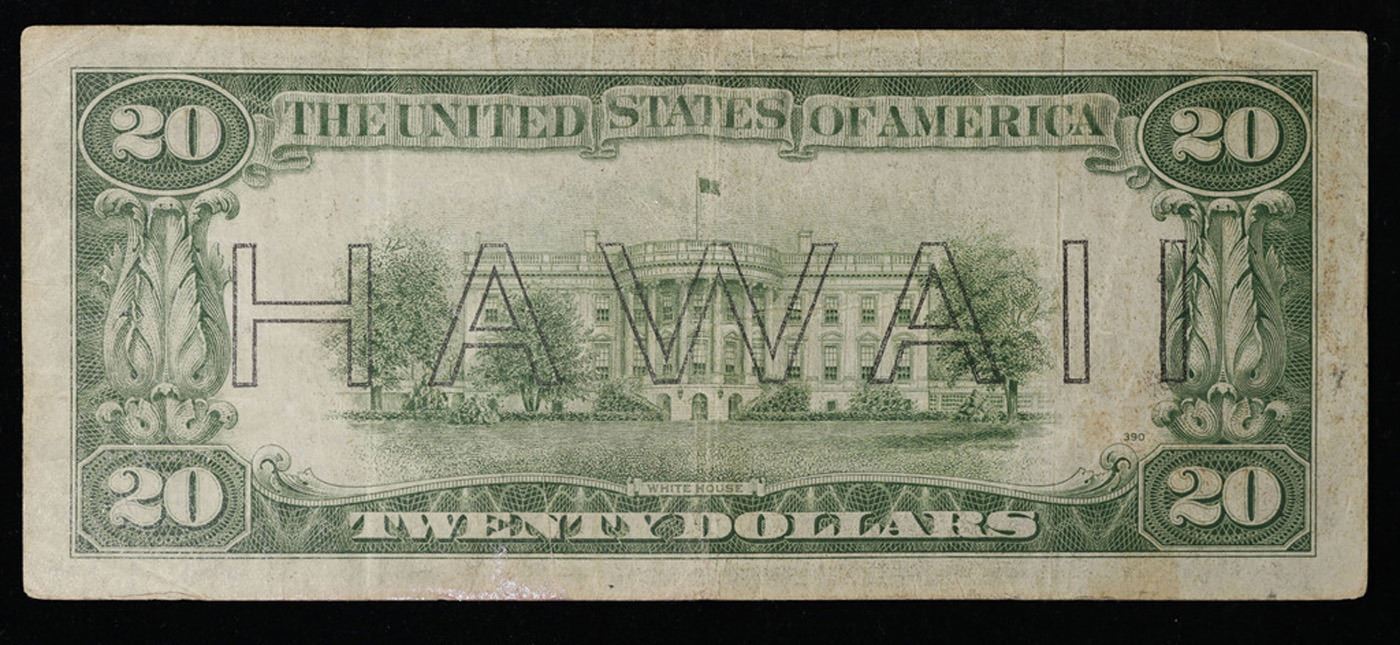 20 THE UNITED STATES OF AMERICA 20
HAWAII
390
WHITE HOUSE
20 TWENTY DOLLARS 20